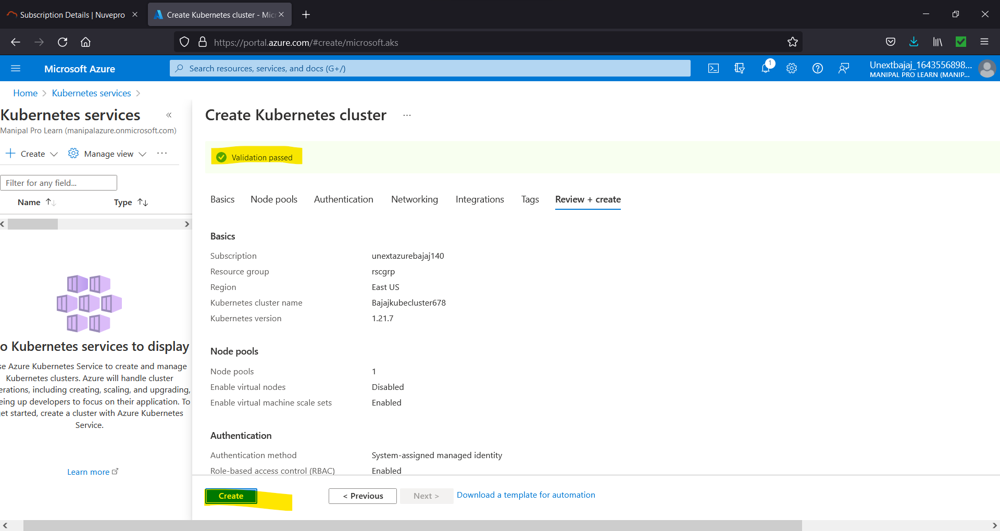 Subscription Details | Nuvepro
Create Kubernetes cluster - Mic
https://portal.azure.com/#create/microsoft.aks
Microsoft Azure
Search resources, services, and docs (G+/)
1
Unextbajaj_1643556898...
MANIPAL PRO LEARN (MANIP...
Home > Kubernetes services >
Kubernetes services «
Manipal Pro Learn (manipalazure.onmicrosoft.com)
+ Create Manage view ...
Filter for any field...
Name ↑↓ Type ↑↓
o Kubernetes services to display
se Azure Kubernetes Service to create and manage
Kubernetes clusters. Azure will handle cluster
erations, including creating, scaling, and upgrading,
eing up developers to focus on their application. To
et started, create a cluster with Azure Kubernetes
Service.
Learn more
Create Kubernetes cluster ...
Validation passed
Basics Node pools Authentication Networking Integrations Tags Review + create
Basics
Subscription unextazurebajaj140
Resource group rscgrp
Region East US
Kubernetes cluster name Bajajkubecluster678
Kubernetes version 1.21.7
Node pools
Node pools 1
Enable virtual nodes Disabled
Enable virtual machine scale sets Enabled
Authentication
Authentication method System-assigned managed identity
Role-based access control (RBAC) Enabled
Create < Previous Next > Download a template for automation